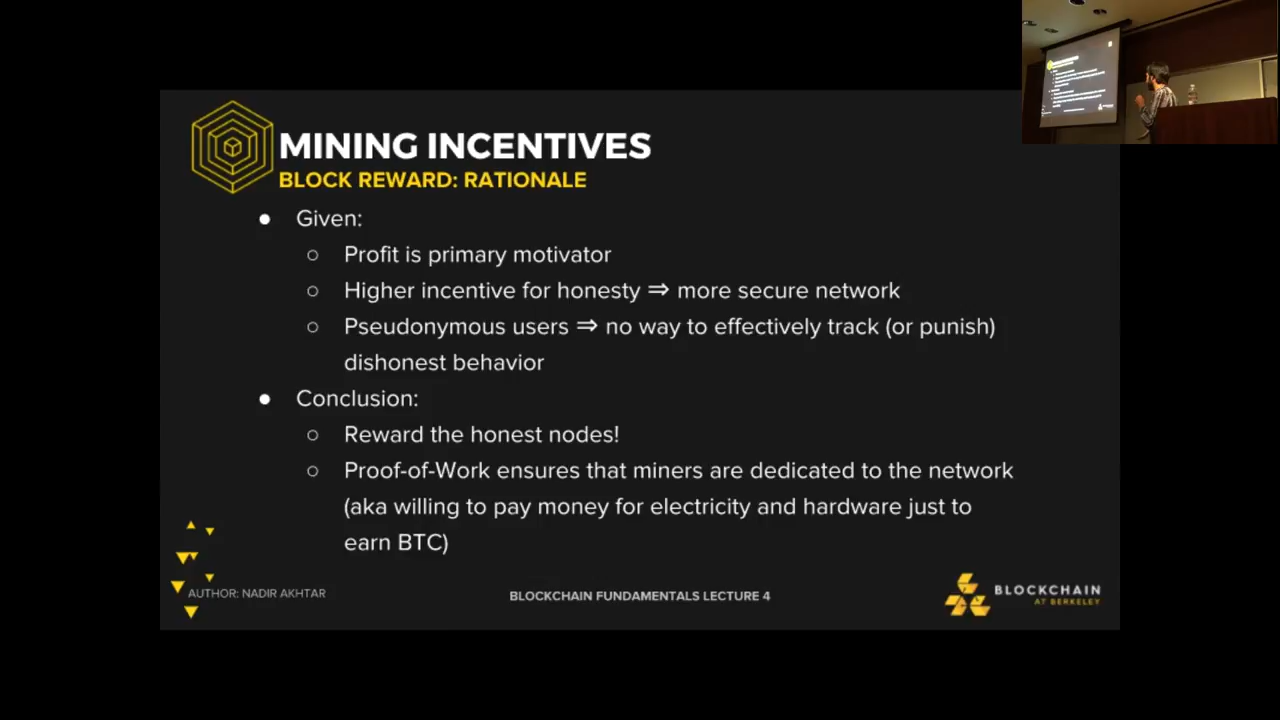 MINING INCENTIVES
BLOCK REWARD: RATIONALE
● Given:
○ Profit is primary motivator
○ Higher incentive for honesty ⇒ more secure network
○ Pseudonymous users ⇒ no way to effectively track (or punish)
dishonest behavior
● Conclusion:
○ Reward the honest nodes!
○ Proof-of-Work ensures that miners are dedicated to the network
(aka willing to pay money for electricity and hardware just to
earn BTC)
AUTHOR: NADIR AKHTAR
BLOCKCHAIN FUNDAMENTALS LECTURE 4
BLOCKCHAIN
AT BERKELEY